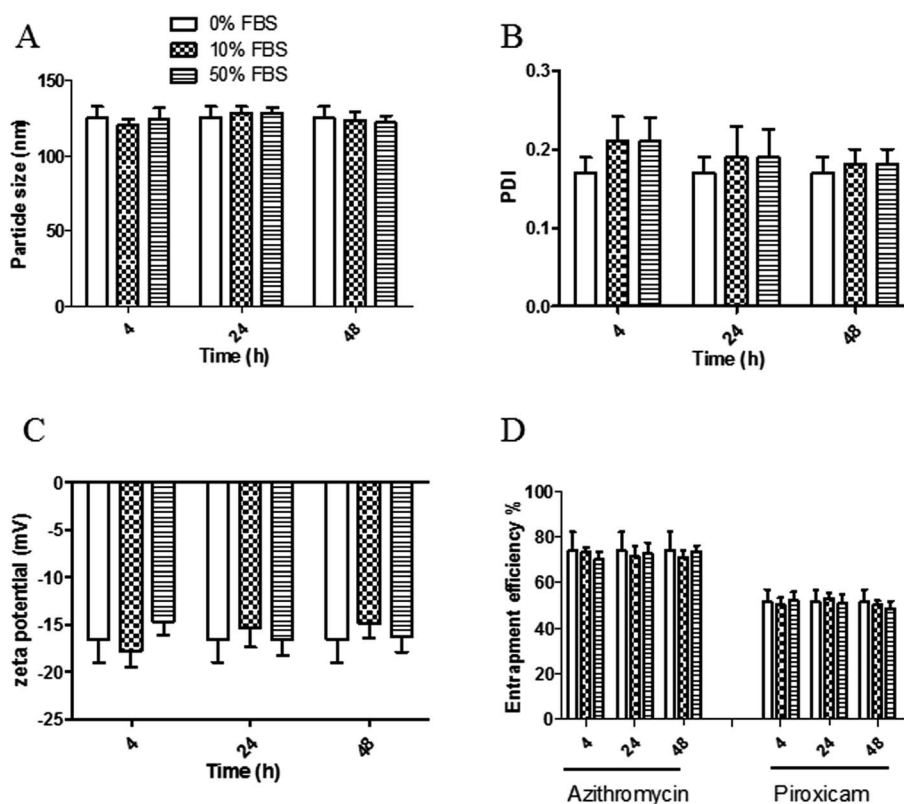 A
0% FBS
10% FBS
50% FBS
150
100
50
0
Particle size (nm)
4
24
48
Time (h)
B
0.3
0.2
0.1
0.0
PDI
4
24
48
Time (h)
C
0
-5
-10
-15
-20
-25
zeta potential (mV)
4
24
48
Time (h)
D
100
80
60
40
20
0
Entrapment efficiency %
4
24
48
4
24
48
Azithromycin
Piroxicam